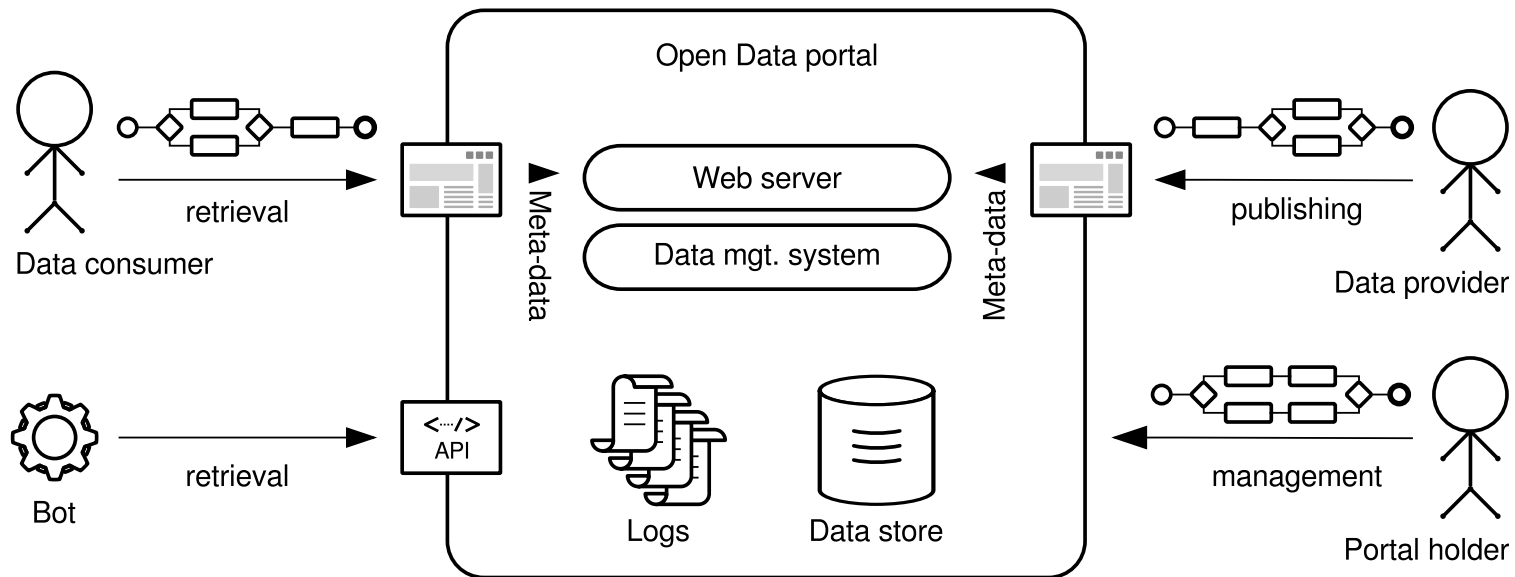 Open Data portal
retrieval
Data consumer
Meta-data
Web server
Data mgt. system
Meta-data
publishing
Data provider
retrieval
Bot
<···/>
API
Logs
Data store
management
Portal holder